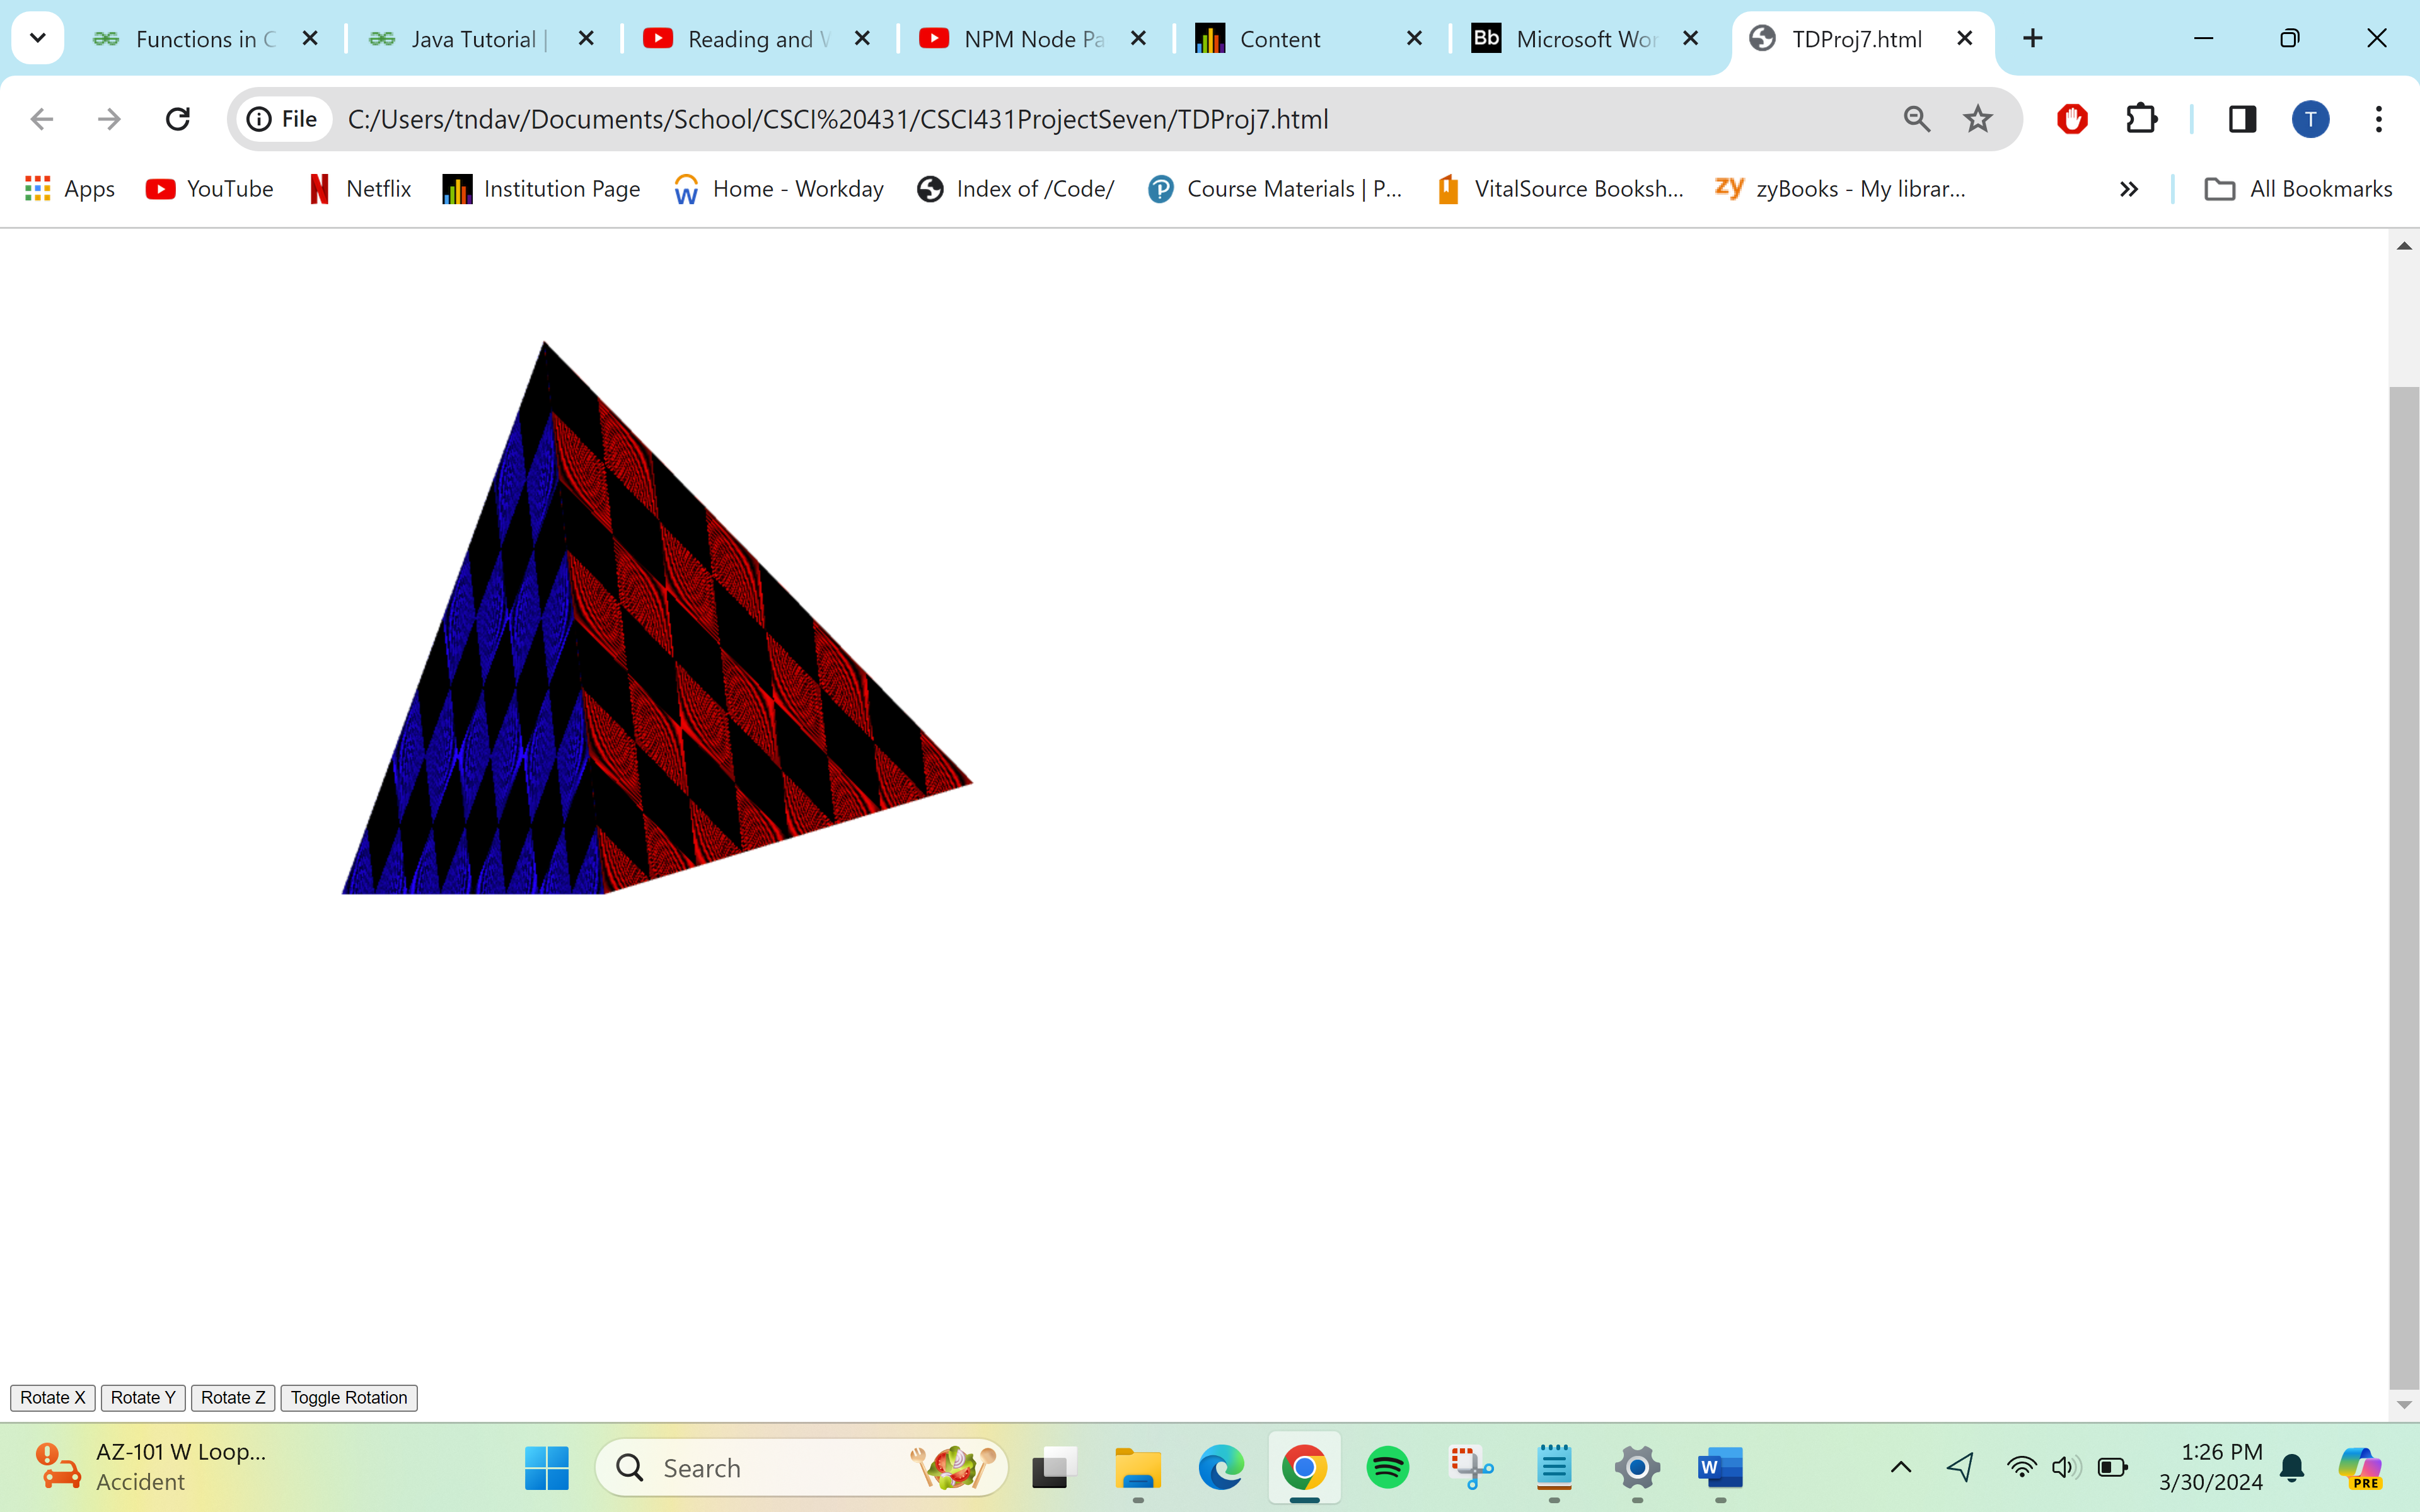 Functions in C
Java Tutorial |
Reading and W
NPM Node Pa
Content
Bb Microsoft Wor
TDProj7.html
File C:/Users/tndav/Documents/School/CSCI%20431/CSCI431ProjectSeven/TDProj7.html
T
Apps YouTube Netflix Institution Page Home - Workday Index of /Code/ Course Materials | P... VitalSource Booksh... zy zyBooks - My librar... » All Bookmarks
Rotate X Rotate Y Rotate Z Toggle Rotation
AZ-101 W Loop...
Accident
Search
W
1:26 PM
3/30/2024
PRE